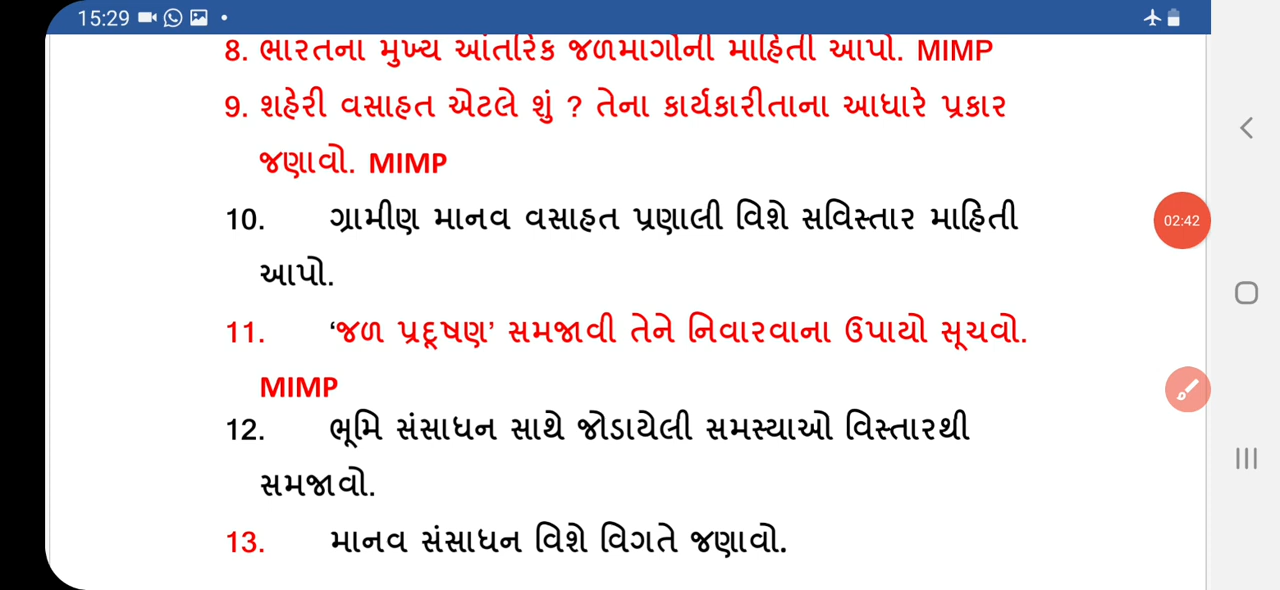 15:29
8. ભારતના મુખ્ય આંતરિક જળમાર્ગોની માહિતી આપો. MIMP
9. શહેરી વસાહત એટલે શું ? તેના કાર્યકારીતાના આધારે પ્રકાર
જણાવો. MIMP
10. ગ્રામીણ માનવ વસાહત પ્રણાલી વિશે સવિસ્તાર માહિતી
02:42
આપો.
11. ‘જળ પ્રદૂષણ’ સમજાવી તેને નિવારવાના ઉપાયો સૂચવો.
MIMP
12. ભૂમિ સંસાધન સાથે જોડાયેલી સમસ્યાઓ વિસ્તારથી
સમજાવો.
13. માનવ સંસાધન વિશે વિગતે જણાવો.